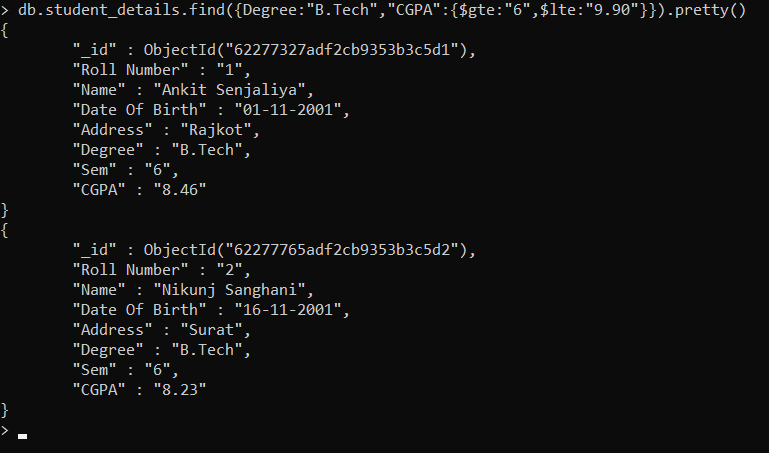 > db.student_details.find({Degree:"B.Tech","CGPA":{$gte:"6",$lte:"9.90"}}).pretty()
{
        "_id" : ObjectId("62277327adf2cb9353b3c5d1"),
        "Roll Number" : "1",
        "Name" : "Ankit Senjaliya",
        "Date Of Birth" : "01-11-2001",
        "Address" : "Rajkot",
        "Degree" : "B.Tech",
        "Sem" : "6",
        "CGPA" : "8.46"
}
{
        "_id" : ObjectId("62277765adf2cb9353b3c5d2"),
        "Roll Number" : "2",
        "Name" : "Nikunj Sanghani",
        "Date Of Birth" : "16-11-2001",
        "Address" : "Surat",
        "Degree" : "B.Tech",
        "Sem" : "6",
        "CGPA" : "8.23"
}
>